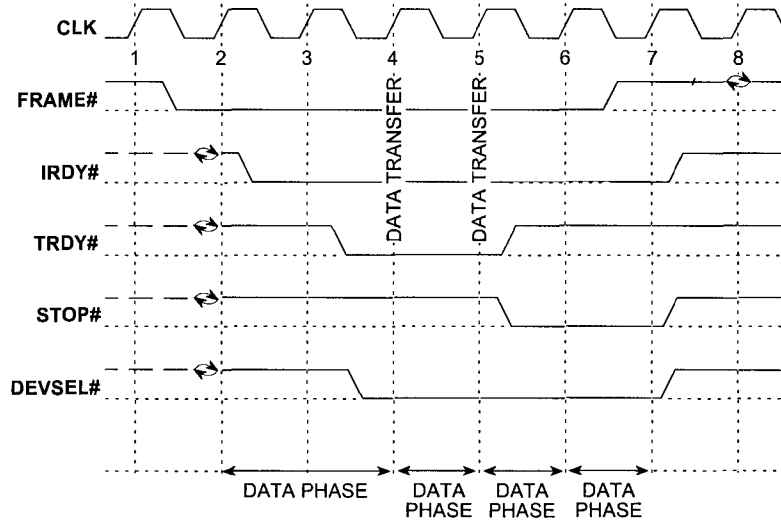 CLK
1 2 3 4 5 6 7 8
FRAME#
IRDY#
TRDY#
STOP#
DEVSEL#
DATA TRANSFER
DATA TRANSFER
DATA PHASE
DATA
PHASE
DATA
PHASE
DATA
PHASE